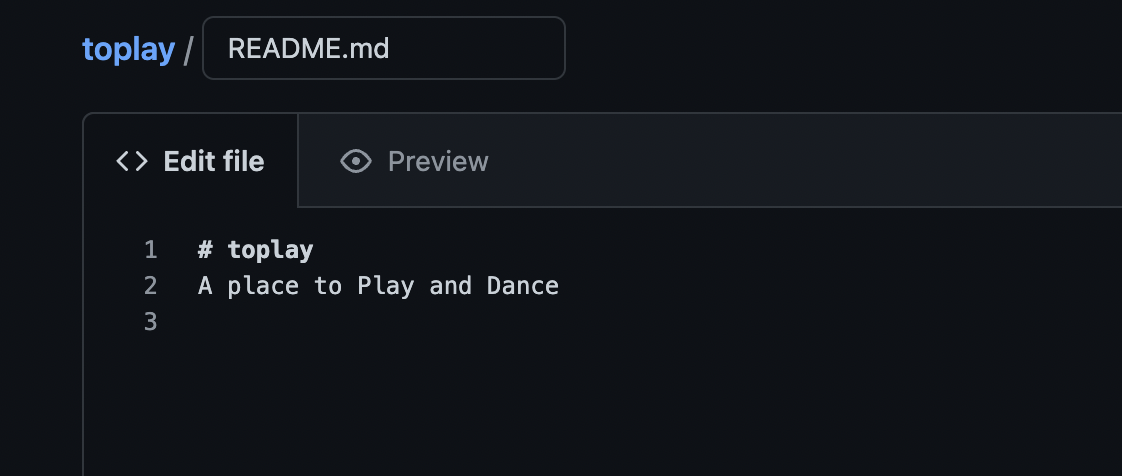 toplay / README.md
<> Edit file Preview
1 # toplay
2 A place to Play and Dance
3